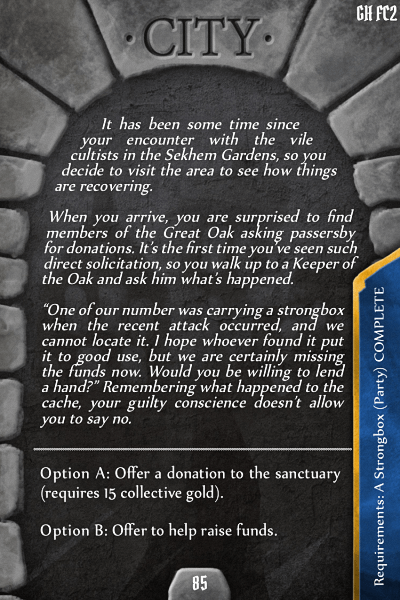 GH FC2
· CITY ·
It has been some time since
your encounter with the vile
cultists in the Sekhem Gardens, so you
decide to visit the area to see how things
are recovering.
When you arrive, you are surprised to find
members of the Great Oak asking passersby
for donations. It's the first time you've seen such
direct solicitation, so you walk up to a Keeper of
the Oak and ask him what's happened.
“One of our number was carrying a strongbox
when the recent attack occurred, and we
cannot locate it. I hope whoever found it put
it to good use, but we are certainly missing
the funds now. Would you be willing to lend
a hand?” Remembering what happened to the
cache, your guilty conscience doesn't allow
you to say no.
Option A: Offer a donation to the sanctuary
(requires 15 collective gold).
Option B: Offer to help raise funds.
Requirements: A Strongbox (Party) COMPLETE
85